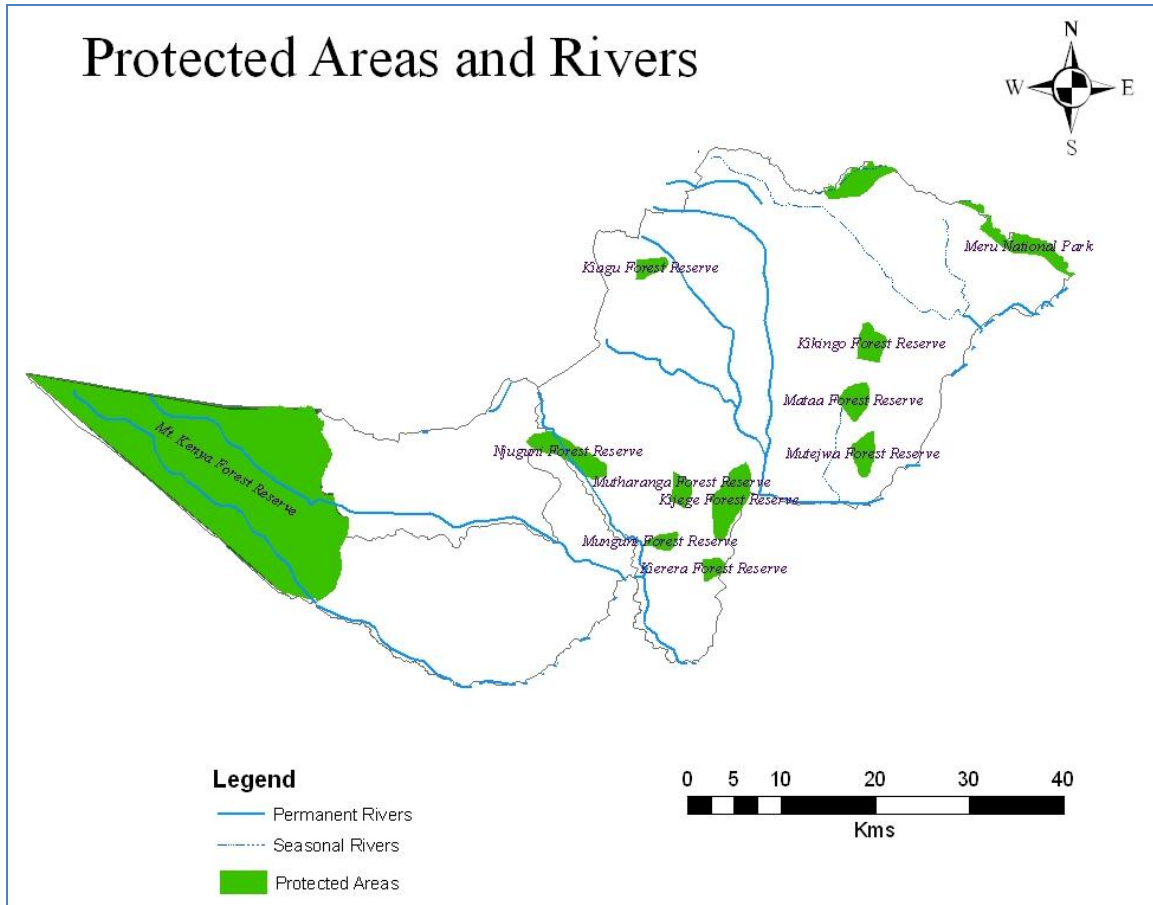 Protected Areas and Rivers
N
W
E
S
Meru National Park
Kiagu Forest Reserve
Kikingo Forest Reserve
Mataa Forest Reserve
Mutejwa Forest Reserve
Mt. Kenya Forest Reserve
Njuguni Forest Reserve
Mutharanga Forest Reserve
Kijege Forest Reserve
Munguni Forest Reserve
Kierera Forest Reserve
Legend
Permanent Rivers
Seasonal Rivers
Protected Areas
0 5 10 20 30 40
Kms